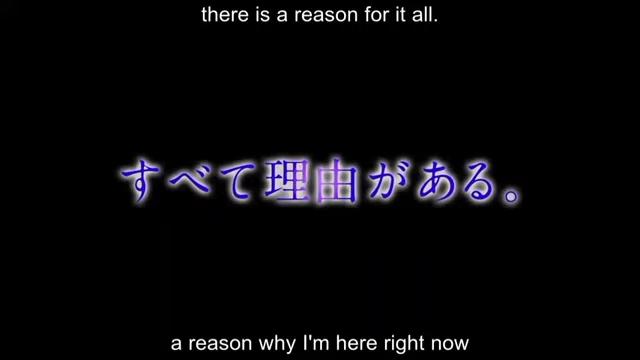 there is a reason for it all.
すべて理由がある。
a reason why I'm here right now